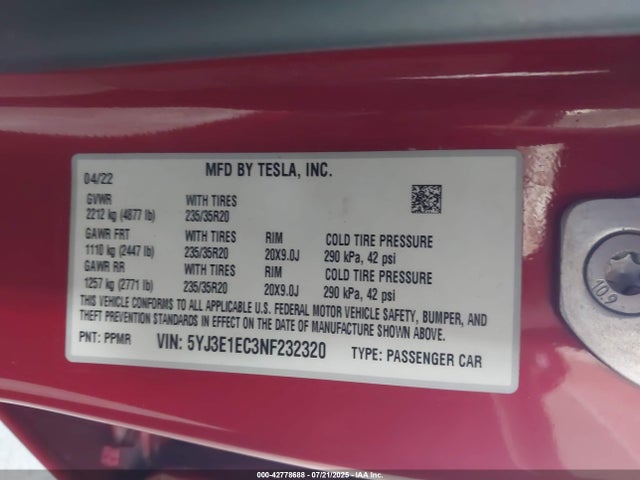 MFD BY TESLA, INC.
04/22
GVWR WITH TIRES
2212 kg (4877 lb) 235/35R20
GAWR FRT WITH TIRES RIM COLD TIRE PRESSURE
1110 kg (2447 lb) 235/35R20 20X9.0J 290 kPa, 42 psi
GAWR RR WITH TIRES RIM COLD TIRE PRESSURE
1257 kg (2771 lb) 235/35R20 20X9.0J 290 kPa, 42 psi
THIS VEHICLE CONFORMS TO ALL APPLICABLE U.S. FEDERAL MOTOR VEHICLE SAFETY, BUMPER, AND
THEFT PREVENTION STANDARDS IN EFFECT ON THE DATE OF MANUFACTURE SHOWN ABOVE.
PNT: PPMR VIN: 5YJ3E1EC3NF232320 TYPE: PASSENGER CAR
10.9
000-42778688 - 07/21/2025 - IAA Inc.